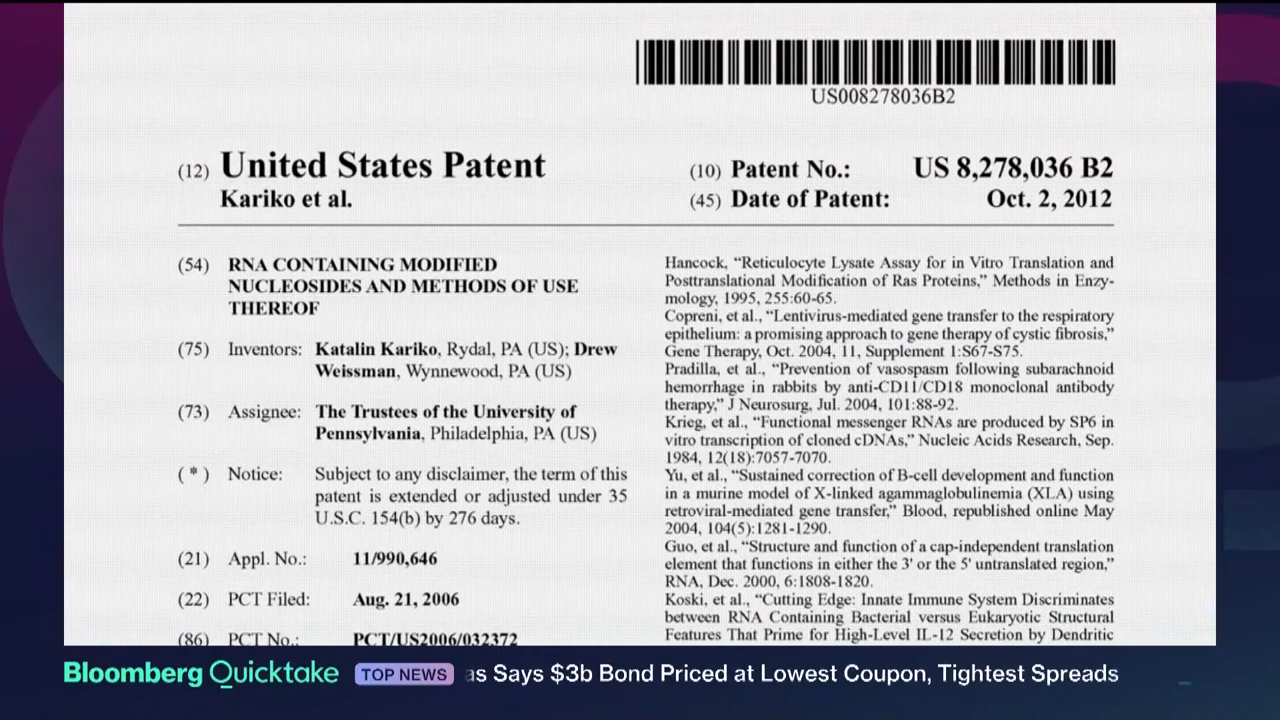 US008278036B2
(12) United States Patent
Kariko et al.
(10) Patent No.: US 8,278,036 B2
(45) Date of Patent: Oct. 2, 2012
(54) RNA CONTAINING MODIFIED
NUCLEOSIDES AND METHODS OF USE
THEREOF
(75) Inventors: Katalin Kariko, Rydal, PA (US); Drew
Weissman, Wynnewood, PA (US)
(73) Assignee: The Trustees of the University of
Pennsylvania, Philadelphia, PA (US)
( * ) Notice: Subject to any disclaimer, the term of this
patent is extended or adjusted under 35
U.S.C. 154(b) by 276 days.
(21) Appl. No.: 11/990,646
(22) PCT Filed: Aug. 21, 2006
(86) PCT No.: PCT/US2006/032372
Hancock, “Reticulocyte Lysate Assay for in Vitro Translation and
Posttranslational Modification of Ras Proteins,” Methods in Enzy-
mology, 1995, 255:60-65.
Copreni, et al., “Lentivirus-mediated gene transfer to the respiratory
epithelium: a promising approach to gene therapy of cystic fibrosis,”
Gene Therapy, Oct. 2004, 11, Supplement 1:S67-S75.
Pradilla, et al., “Prevention of vasospasm following subarachnoid
hemorrhage in rabbits by anti-CD11/CD18 monoclonal antibody
therapy,” J Neurosurg, Jul. 2004, 101:88-92.
Krieg, et al., “Functional messenger RNAs are produced by SP6 in
vitro transcription of cloned cDNAs,” Nucleic Acids Research, Sep.
1984, 12(18):7057-7070.
Yu, et al., “Sustained correction of B-cell development and function
in a murine model of X-linked agammaglobulinemia (XLA) using
retroviral-mediated gene transfer,” Blood, republished online May
2004, 104(5):1281-1290.
Guo, et al., “Structure and function of a cap-independent translation
element that functions in either the 3' or the 5' untranslated region,”
RNA, Dec. 2000, 6:1808-1820.
Koski, et al., “Cutting Edge: Innate Immune System Discriminates
between RNA Containing Bacterial versus Eukaryotic Structural
Features That Prime for High-Level IL-12 Secretion by Dendritic
Bloomberg Quicktake TOP NEWS as Says $3b Bond Priced at Lowest Coupon, Tightest Spreads